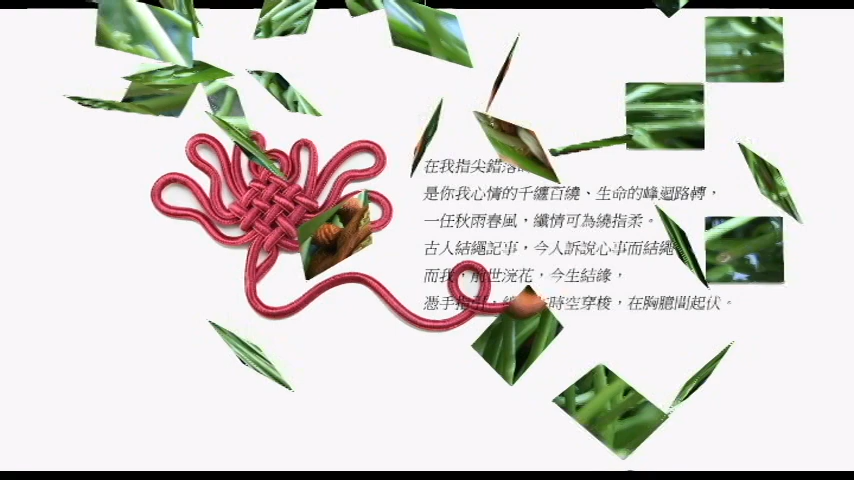 在我指尖錯落
是你我心情的千纏百繞、生命的峰迴路轉，
一任秋雨春風，纖情可為繞指柔。
古人結繩記事，今人訴說心事而結繩
而我，前世浣花，今生結緣，
憑手指 時空穿梭，在胸臆間起伏。